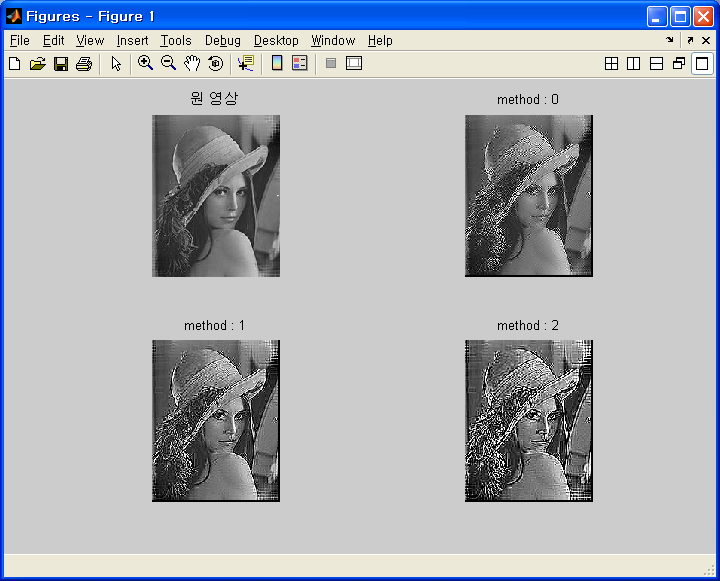 Figures - Figure 1
File Edit View Insert Tools Debug Desktop Window Help
원 영상
method : 0
method : 1
method : 2